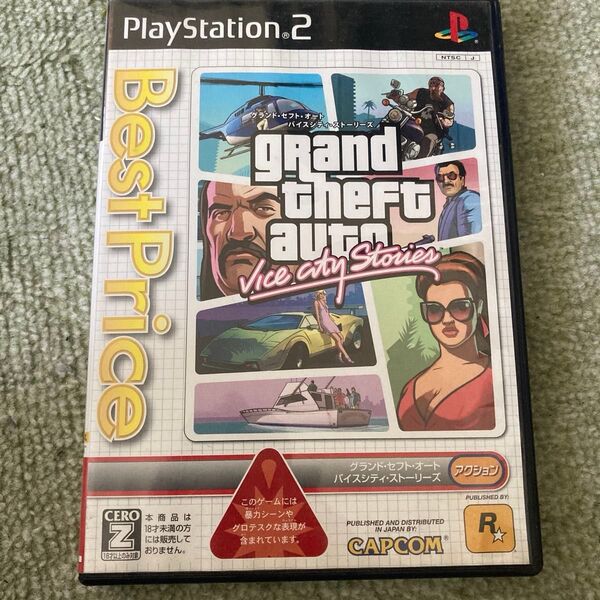 PlayStation®2
NTSC J
Best Price
グランド・セフト・オート
バイスシティ・ストーリーズ
grand
theft
auto
Vice City Stories
グランド・セフト・オート
バイスシティ・ストーリーズ
アクション
このゲームには
暴力シーンや
グロテスクな表現が
含まれています。
CERO
Z
18才以上のみ対象
本商品は
18才未満の方
には販売して
おりません。
PUBLISHED AND DISTRIBUTED
IN JAPAN BY:
CAPCOM
PUBLISHED BY:
R★